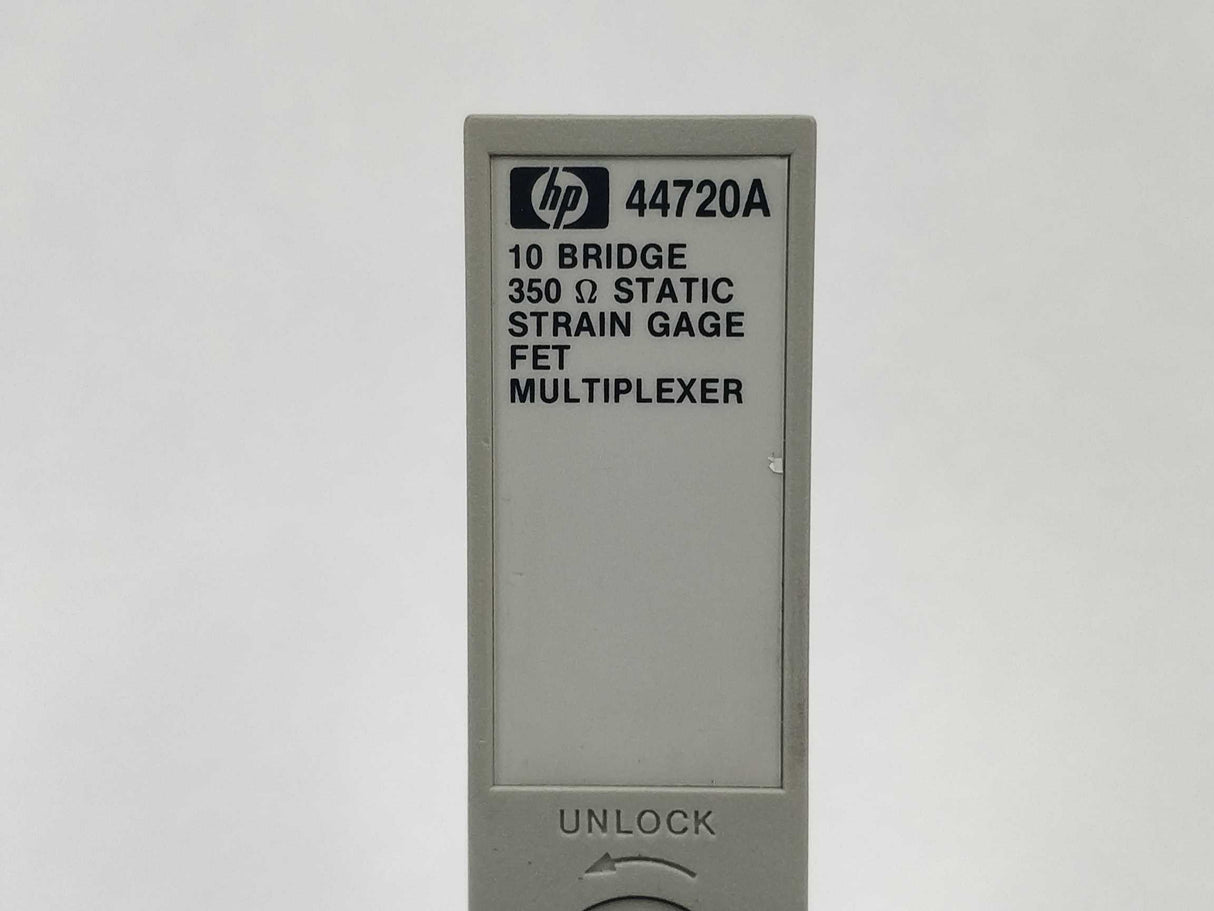 hp 44720A
10 BRIDGE
350 Ω STATIC
STRAIN GAGE
FET
MULTIPLEXER
UNLOCK